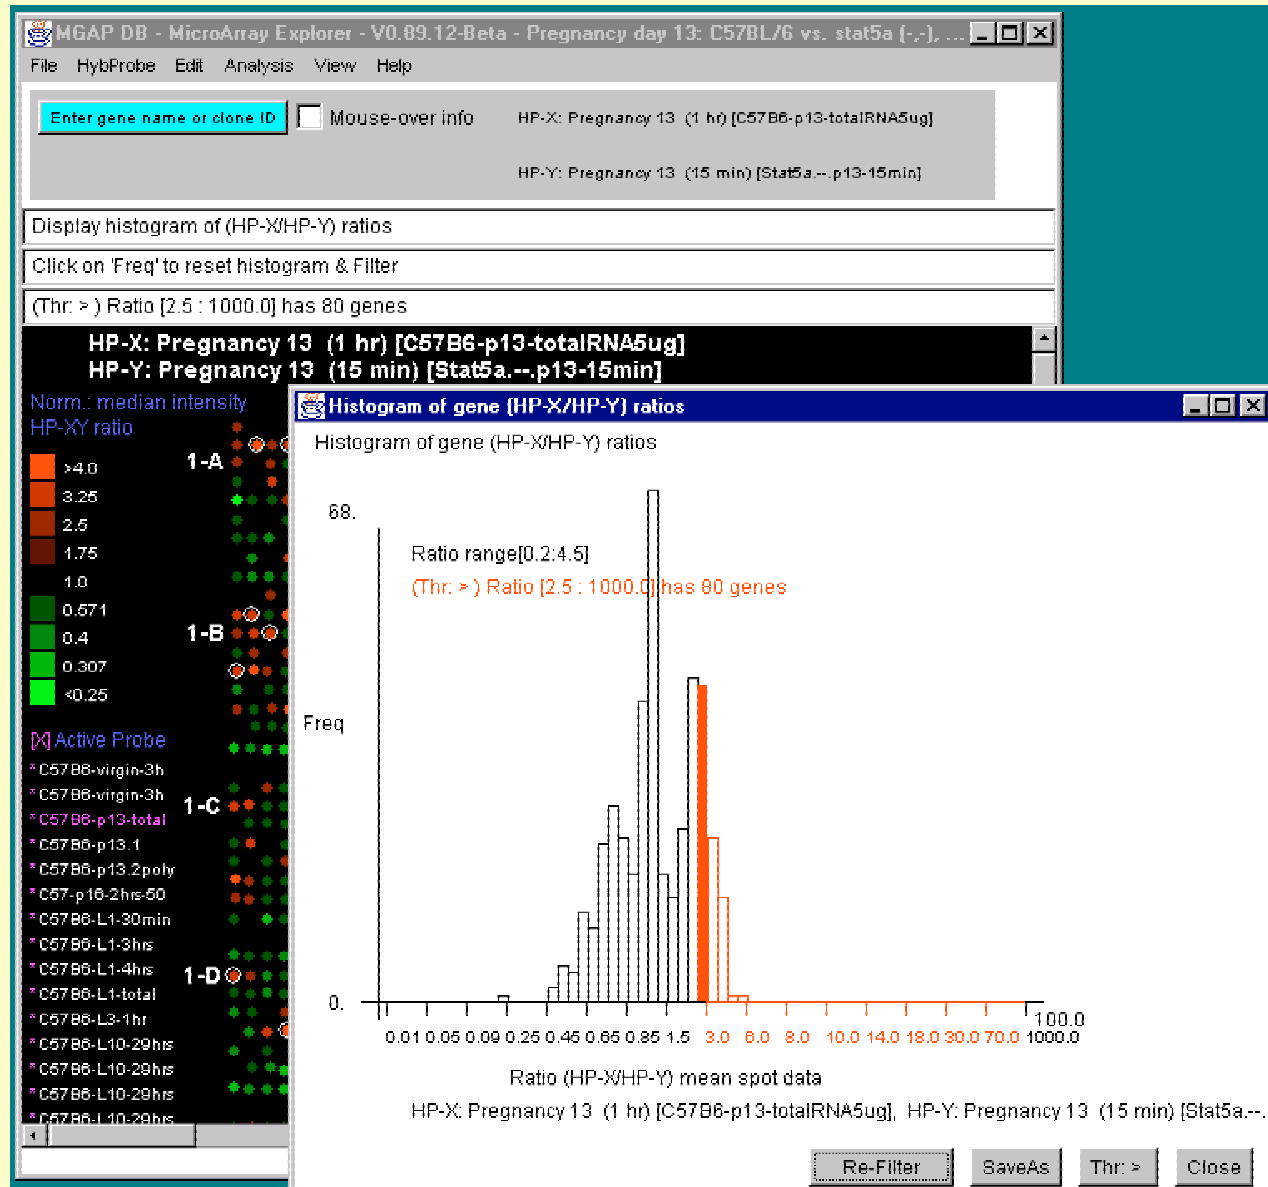 MGAP DB - MicroArray Explorer - V0.89.12-Beta - Pregnancy day 13: C57BL/6 vs. stat5a (-,-), ...
File HybProbe Edit Analysis View Help
Enter gene name or clone ID Mouse-over info HP-X: Pregnancy 13 (1 hr) [C57B6-p13-totalRNA5ug]
HP-Y: Pregnancy 13 (15 min) [Stat5a.--.p13-15min]
Display histogram of (HP-X/HP-Y) ratios
Click on 'Freq' to reset histogram & Filter
(Thr: > ) Ratio [2.5 : 1000.0] has 80 genes
HP-X: Pregnancy 13 (1 hr) [C57B6-p13-totalRNA5ug]
HP-Y: Pregnancy 13 (15 min) [Stat5a.--.p13-15min]
Norm.: median intensity
HP-XY ratio
>4.0
3.25
2.5
1.75
1.0
0.571
0.4
0.307
<0.25
1-A
1-B
1-C
1-D
[X] Active Probe
*C57B6-virgin-3h
*C57B6-virgin-3h
*C57B6-p13-total
*C57B6-p13.1
*C57B6-p13.2poly
*C57-p16-2hrs-50
*C57B6-L1-30min
*C57B6-L1-3hrs
*C57B6-L1-4hrs
*C57B6-L1-total
*C57B6-L3-1hr
*C57B6-L10-29hrs
*C57B6-L10-29hrs
*C57B6-L10-29hrs
*C57B6-L10-29hrs
Histogram of gene (HP-X/HP-Y) ratios
Histogram of gene (HP-X/HP-Y) ratios
68.
Ratio range[0.2:4.5]
(Thr: > ) Ratio [2.5 : 1000.0] has 80 genes
Freq
0.
100.0
0.01 0.05 0.09 0.25 0.45 0.65 0.85 1.5 3.0 6.0 8.0 10.0 14.0 18.0 30.0 70.0 1000.0
Ratio (HP-X/HP-Y) mean spot data
HP-X: Pregnancy 13 (1 hr) [C57B6-p13-totalRNA5ug], HP-Y: Pregnancy 13 (15 min) [Stat5a.--.
Re-Filter SaveAs Thr: > Close